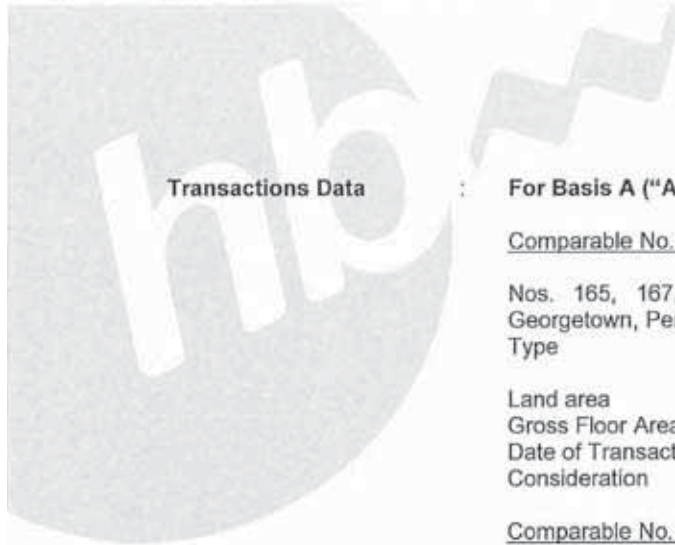 hb
Transactions Data : For Basis A ("A
Comparable No.
Nos. 165, 167,
Georgetown, Per
Type
Land area
Gross Floor Area
Date of Transact
Consideration
Comparable No.